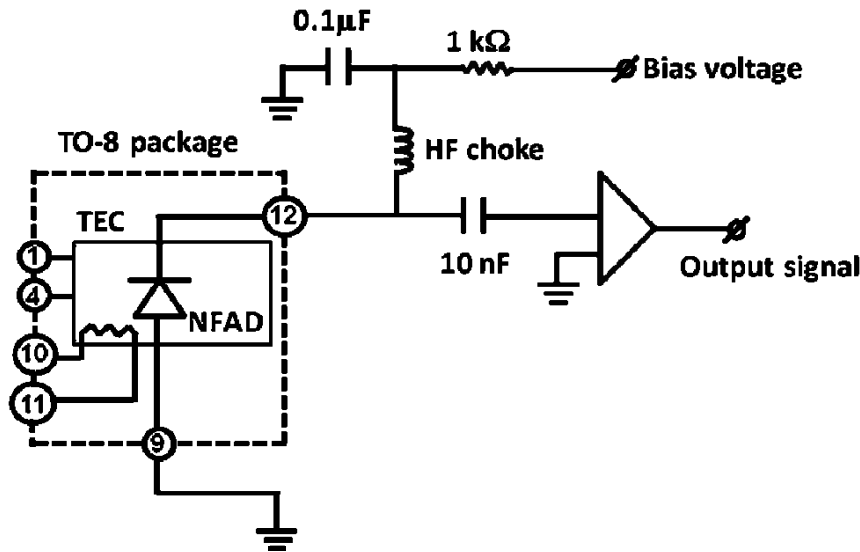 0.1μF
1 kΩ
Bias voltage
TO-8 package
HF choke
12
TEC
1
4
10 nF
Output signal
NFAD
10
11
9